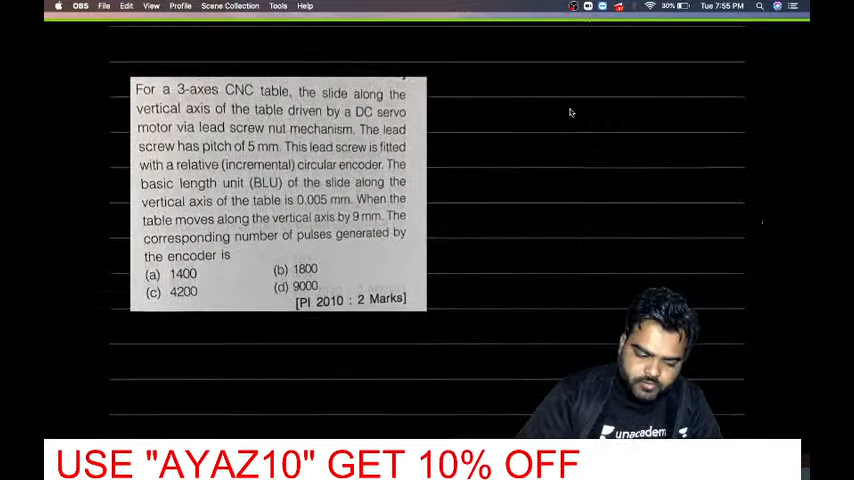 OBS File Edit View Profile Scene Collection Tools Help
30% Tue 7:55 PM
For a 3-axes CNC table, the slide along the
vertical axis of the table driven by a DC servo
motor via lead screw nut mechanism. The lead
screw has pitch of 5 mm. This lead screw is fitted
with a relative (incremental) circular encoder. The
basic length unit (BLU) of the slide along the
vertical axis of the table is 0.005 mm. When the
table moves along the vertical axis by 9 mm. The
corresponding number of pulses generated by
the encoder is
(a) 1400 (b) 1800
(c) 4200 (d) 9000
[PI 2010 : 2 Marks]
unacadem
USE "AYAZ10" GET 10% OFF